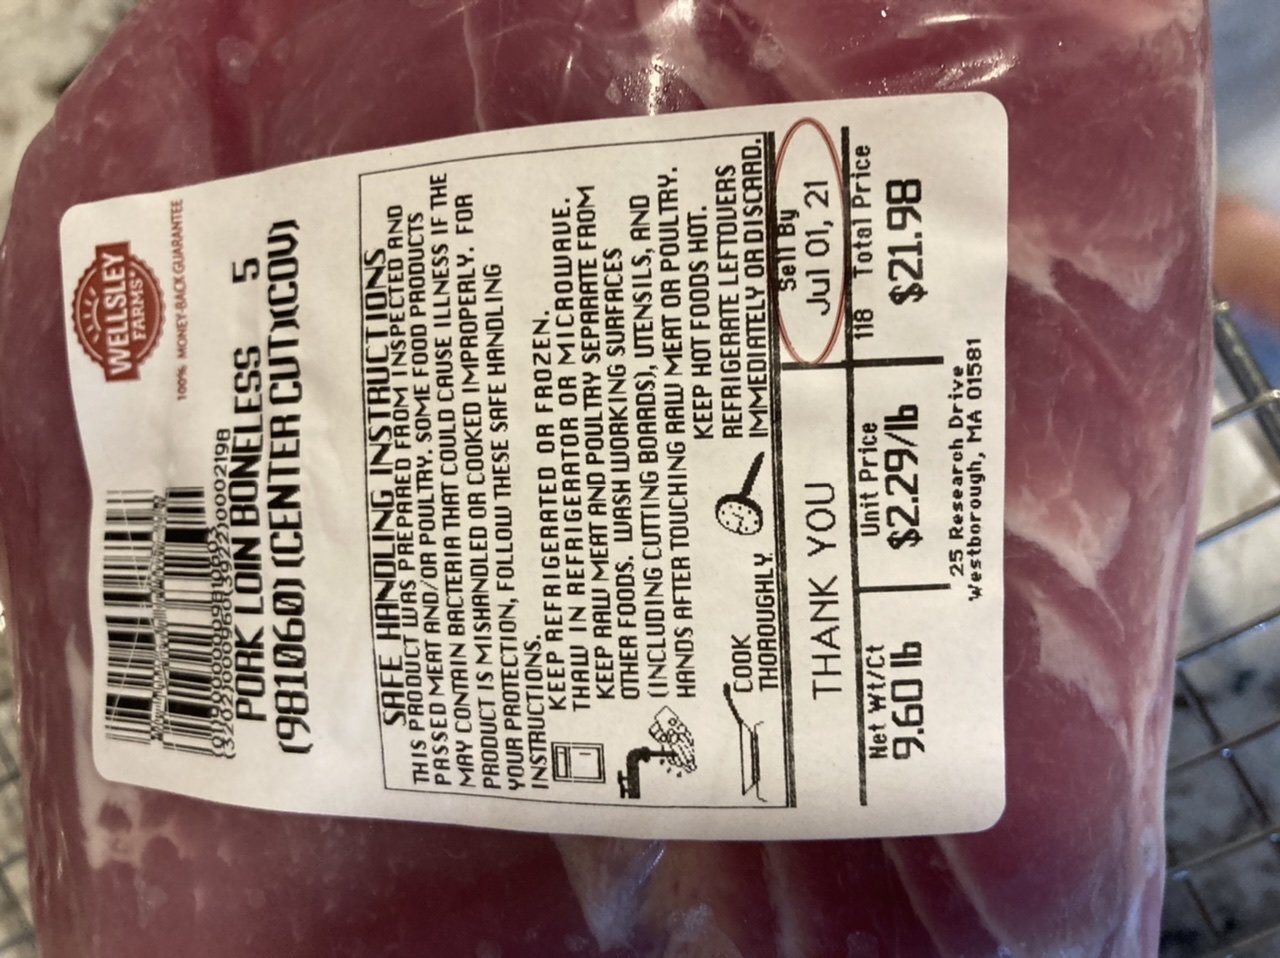 WELLSLEY
FARMS
100% MONEY-BACK GUARANTEE
PORK LOIN BONELESS 5
(981060) (CENTER CUT)(COV)
SAFE HANDLING INSTRUCTIONS
THIS PRODUCT WAS PREPARED FROM INSPECTED AND
PASSED MEAT AND/OR POULTRY. SOME FOOD PRODUCTS
MAY CONTAIN BACTERIA THAT COULD CAUSE ILLNESS IF THE
PRODUCT IS MISHANDLED OR COOKED IMPROPERLY. FOR
YOUR PROTECTION, FOLLOW THESE SAFE HANDLING
INSTRUCTIONS.
KEEP REFRIGERATED OR FROZEN.
THAW IN REFRIGERATOR OR MICROWAVE.
KEEP RAW MEAT AND POULTRY SEPARATE FROM
OTHER FOODS. WASH WORKING SURFACES
(INCLUDING CUTTING BOARDS), UTENSILS, AND
HANDS AFTER TOUCHING RAW MEAT OR POULTRY.
COOK
THOROUGHLY.
KEEP HOT FOODS HOT.
REFRIGERATE LEFTOVERS
IMMEDIATELY OR DISCARD.
THANK YOU
Sell By
Jul 01, 21
Net Wt/Ct
9.60 lb
Unit Price
$2.29/lb
118 Total Price
$21.98
25 Research Drive
Westborough, MA 01581